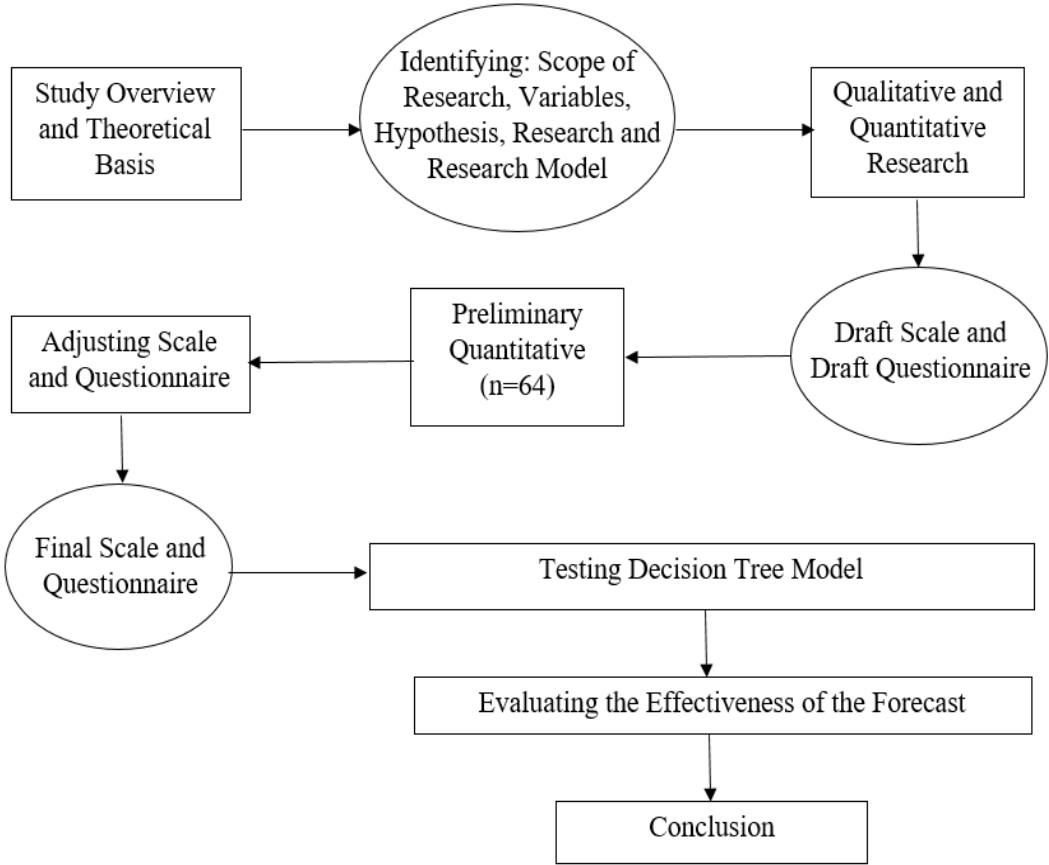 Study Overview
and Theoretical
Basis
Identifying: Scope of
Research, Variables,
Hypothesis, Research and
Research Model
Qualitative and
Quantitative
Research
Draft Scale and
Draft Questionnaire
Preliminary
Quantitative
(n=64)
Adjusting Scale
and Questionnaire
Final Scale and
Questionnaire
Testing Decision Tree Model
Evaluating the Effectiveness of the Forecast
Conclusion